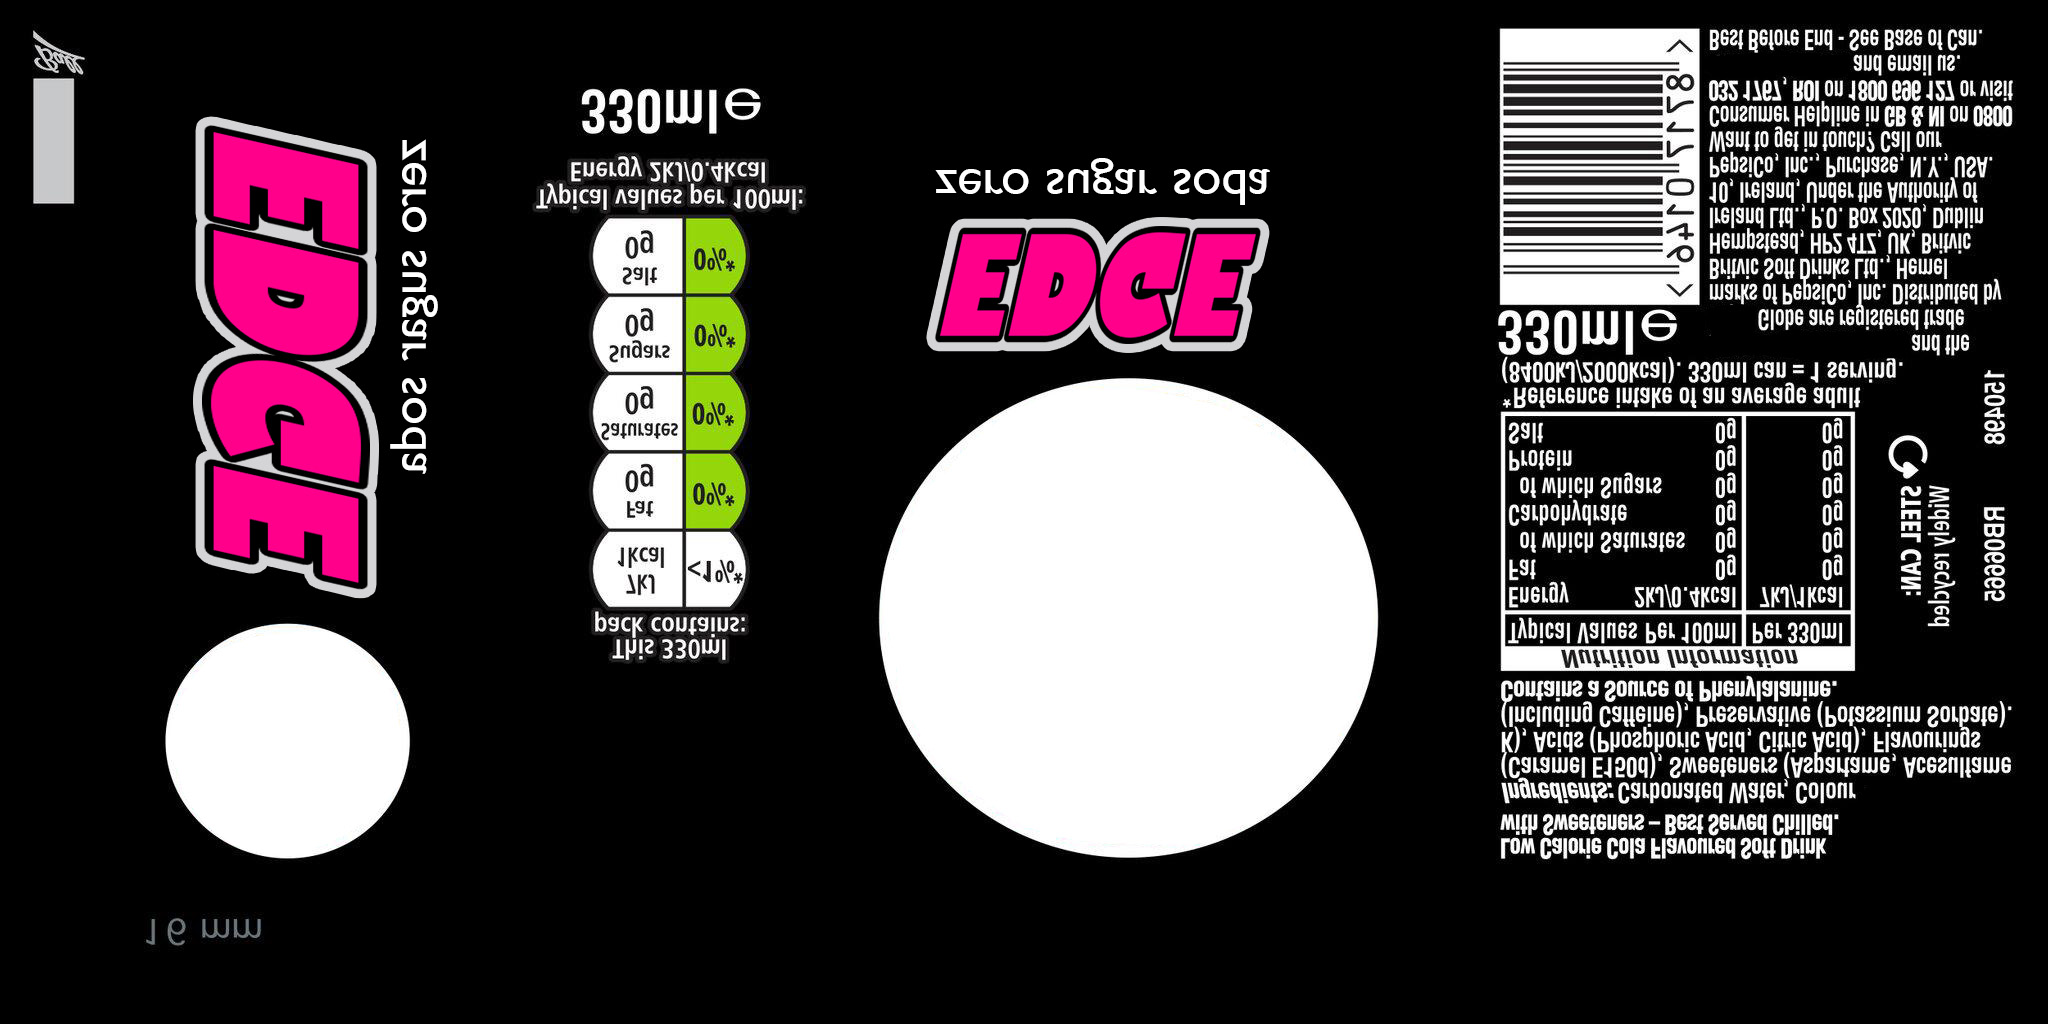 Ball
EDGE
zero sugar soda
16 mm
This 330ml
pack contains:
7kJ
1kcal
<1%*
Fat
0g
0%*
Saturates
0g
0%*
Sugars
0g
0%*
Salt
0g
0%*
Typical values per 100ml:
Energy 2kJ/0.4kcal
330ml e
EDGE
zero sugar soda
Low Calorie Cola Flavoured Soft Drink
with Sweeteners – Best Served Chilled.
Ingredients: Carbonated Water, Colour
(Caramel E150d), Sweeteners (Aspartame, Acesulfame
K), Acids (Phosphoric Acid, Citric Acid), Flavourings
(Including Caffeine), Preservative (Potassium Sorbate).
Contains a Source of Phenylalanine.
Nutrition Information
Typical Values Per 100ml Per 330ml
Energy 2kJ/0.4kcal 7kJ/1kcal
Fat 0g 0g
of which Saturates 0g 0g
Carbohydrate 0g 0g
of which Sugars 0g 0g
Protein 0g 0g
Salt 0g 0g
*Reference intake of an average adult
(8400kJ/2000kcal). 330ml can = 1 serving.
330ml e
STEEL CAN:
Widely recycled
RB06665
150498
and the
Globe are registered trade
marks of PepsiCo, Inc. Distributed by
Britvic Soft Drinks Ltd., Hemel
Hempstead, HP2 4TZ, UK, Britvic
Ireland Ltd., P.O. Box 2020, Dublin
10, Ireland, Under the Authority of
PepsiCo, Inc., Purchase, N.Y., USA.
Want to get in touch? Call our
Consumer Helpline in GB & NI on 0800
032 1767, ROI on 1800 696 127 or visit
and email us.
Best Before End - See Base of Can.
< 87170196 >